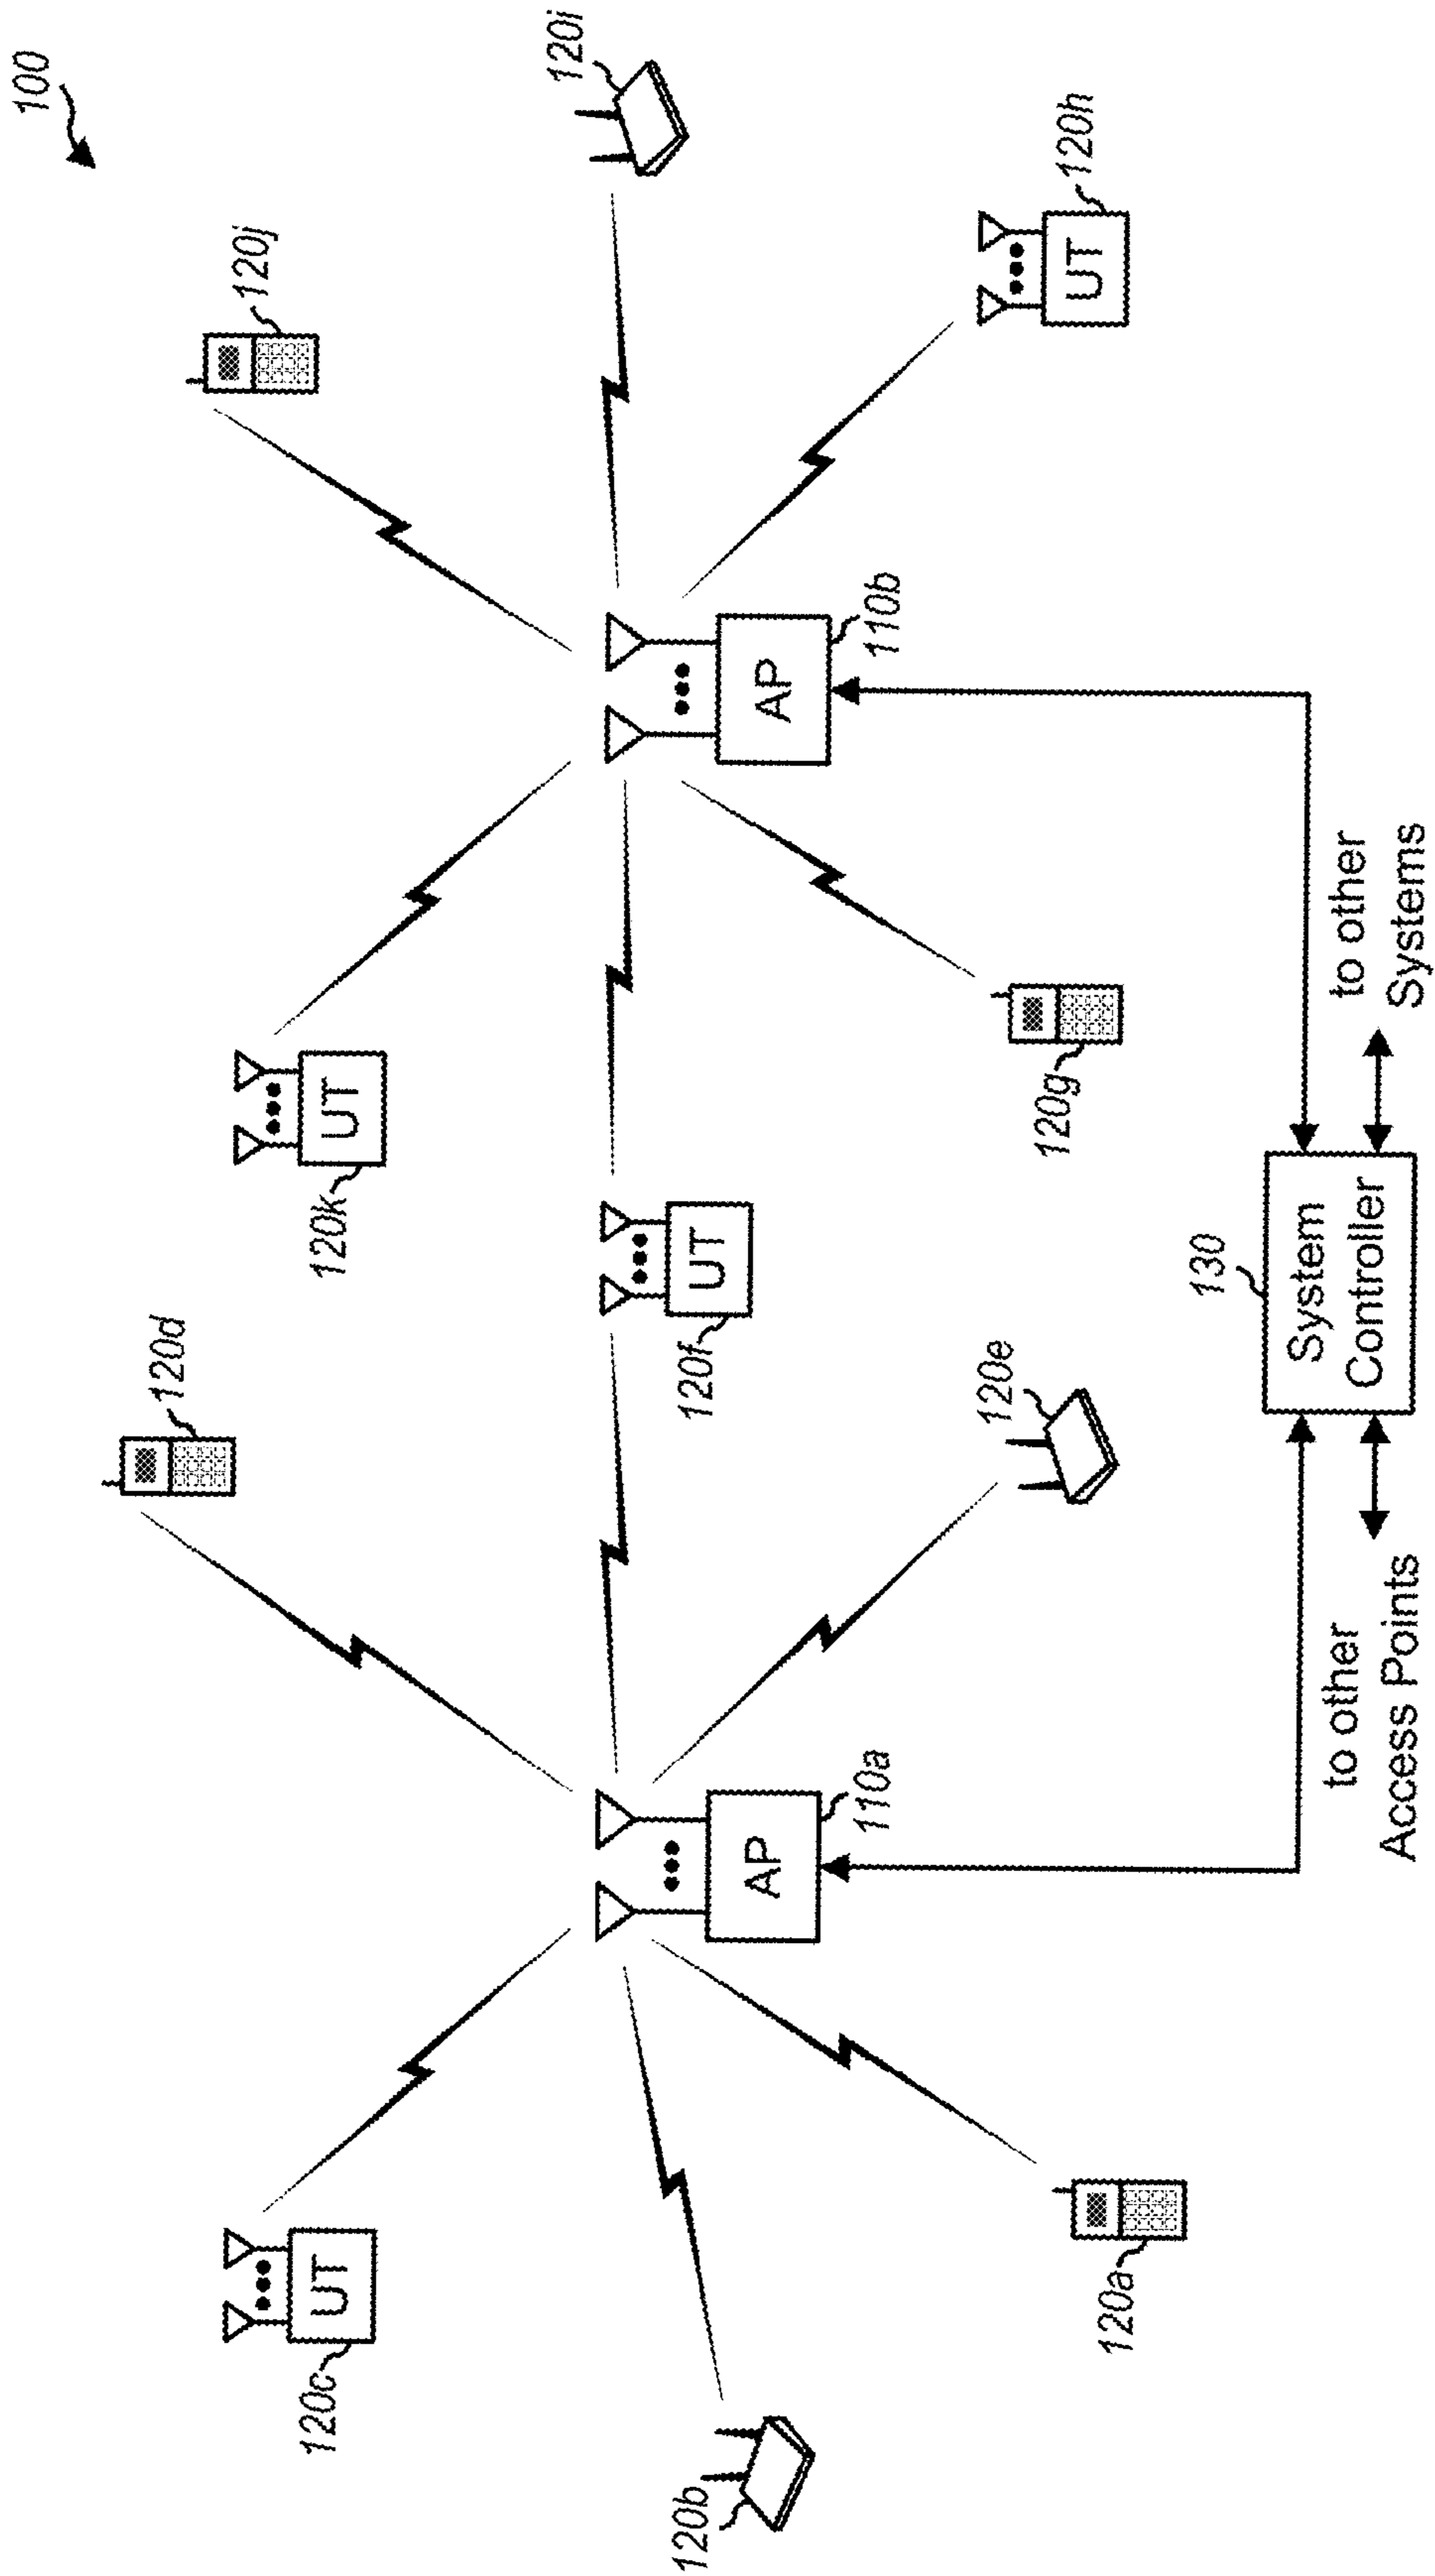 100
120d
120j
120k
UT
120c
UT
120i
120f
UT
120b
AP
110a
AP
110b
120e
120g
UT
120h
120a
130
System
Controller
to other
Access Points
to other
Systems